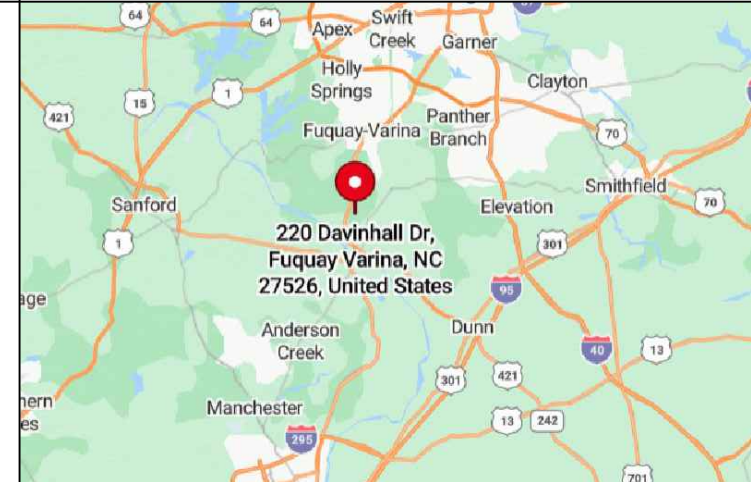 64
64
Apex
Swift
Creek
Garner
Holly
Springs
Clayton
1
15
421
Fuquay-Varina
Panther
Branch
70
Smithfield
70
Sanford
Elevation
220 Davinhall Dr,
Fuquay Varina, NC
27526, United States
1
301
95
age
Anderson
Creek
Dunn
40
13
301
421
hern
es
Manchester
13
242
295
701